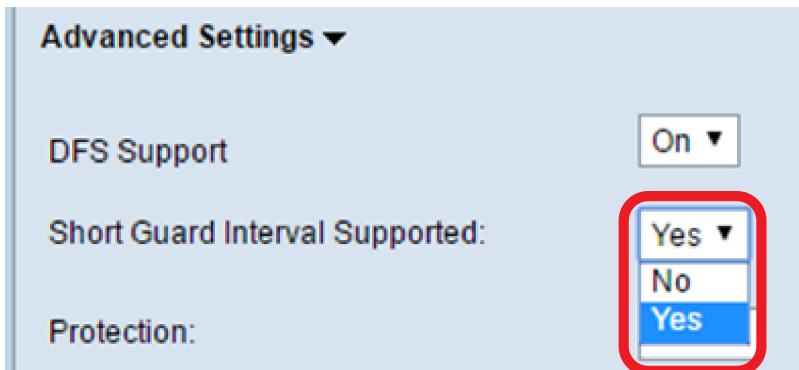 Advanced Settings ▼
DFS Support On ▼
Short Guard Interval Supported: Yes ▼
No
Yes
Protection: